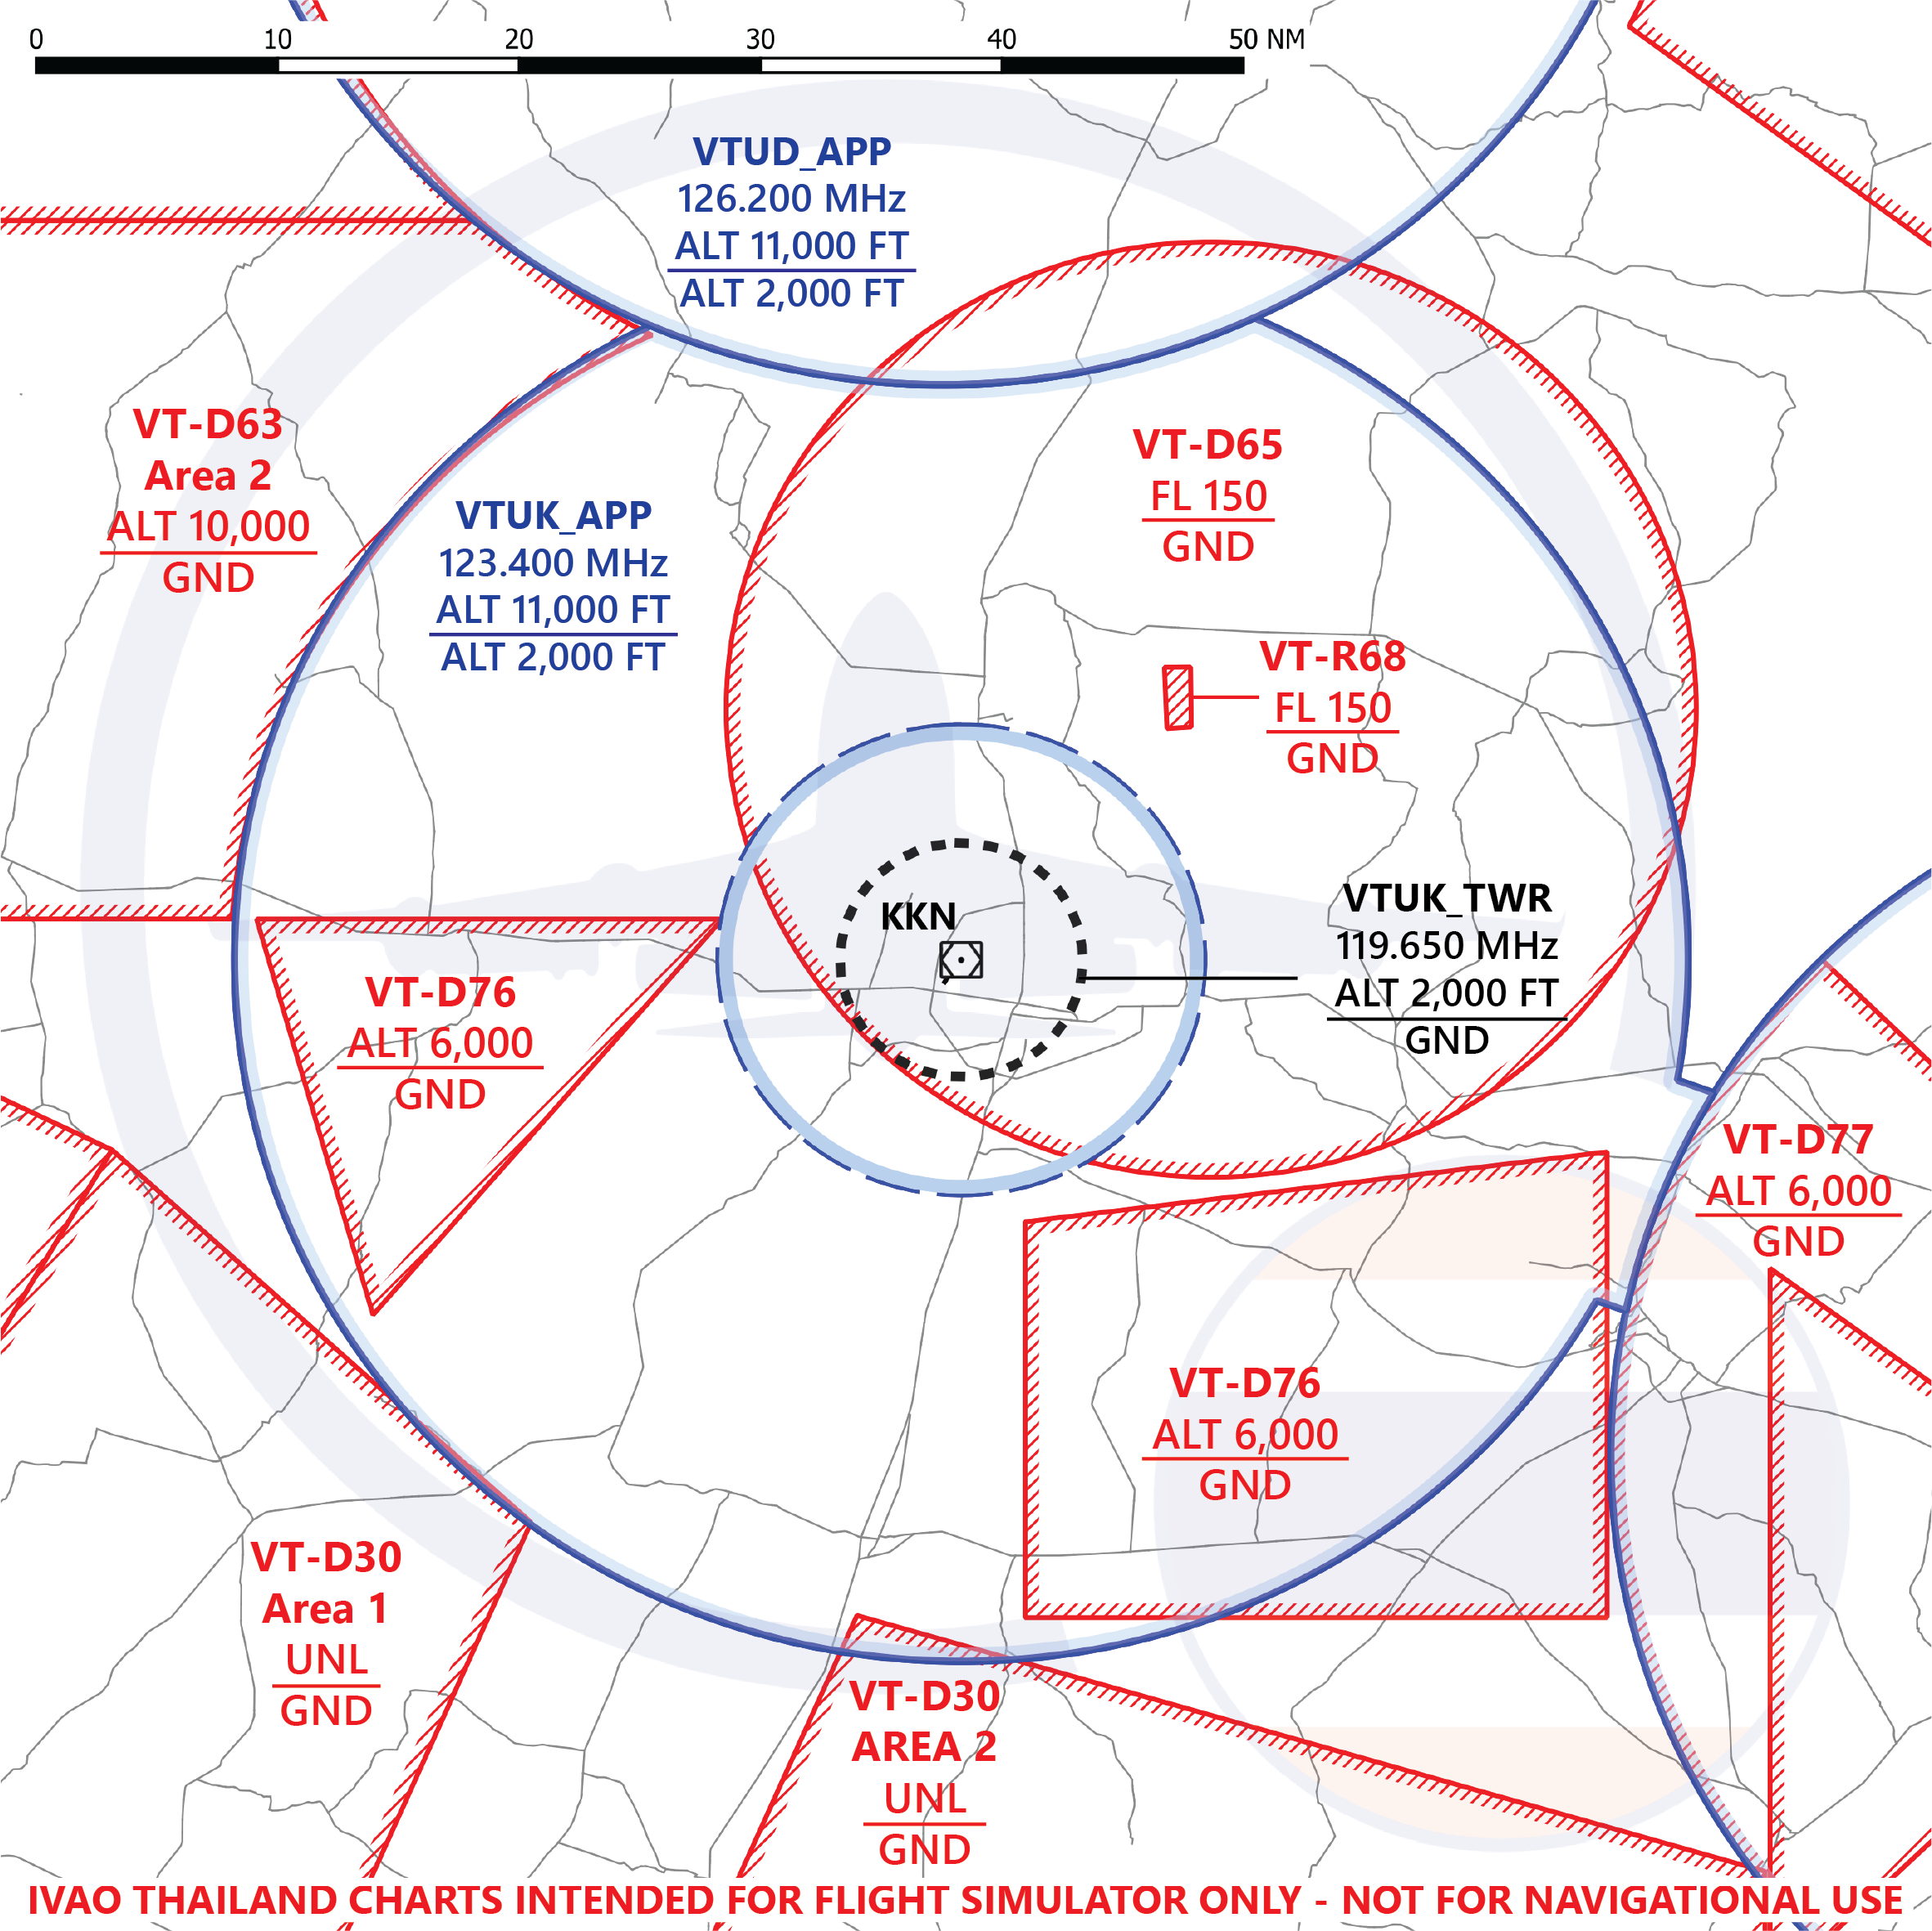 0 10 20 30 40 50 NM
VTUD_APP
126.200 MHz
ALT 11,000 FT
ALT 2,000 FT
VT-D63
Area 2
ALT 10,000
GND
VTUK_APP
123.400 MHz
ALT 11,000 FT
ALT 2,000 FT
VT-D65
FL 150
GND
VT-R68
FL 150
GND
KKN
VTUK_TWR
119.650 MHz
ALT 2,000 FT
GND
VT-D76
ALT 6,000
GND
VT-D77
ALT 6,000
GND
VT-D76
ALT 6,000
GND
VT-D30
Area 1
UNL
GND
VT-D30
AREA 2
UNL
GND
IVAO THAILAND CHARTS INTENDED FOR FLIGHT SIMULATOR ONLY - NOT FOR NAVIGATIONAL USE